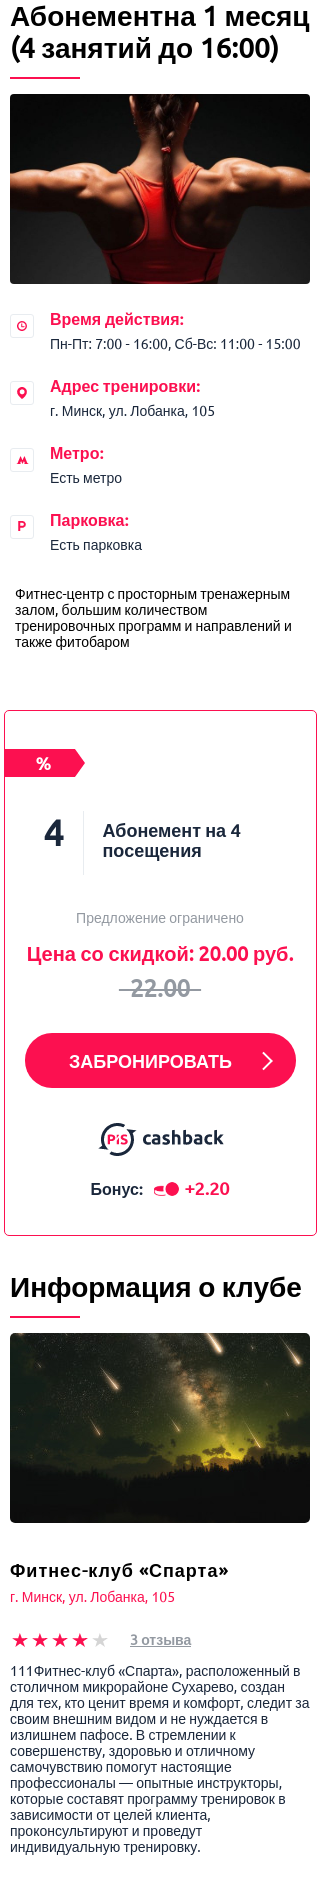 Абонементна 1 месяц
(4 занятий до 16:00)
Время действия:
Пн-Пт: 7:00 - 16:00, Сб-Вс: 11:00 - 15:00
Адрес тренировки:
г. Минск, ул. Лобанка, 105
Метро:
Есть метро
P
Парковка:
Есть парковка
Фитнес-центр с просторным тренажерным
залом, большим количеством
тренировочных программ и направлений и
также фитобаром
%
4
Абонемент на 4
посещения
Предложение ограничено
Цена со скидкой: 20.00 руб.
22.00
ЗАБРОНИРОВАТЬ
PiS cashback
Бонус: +2.20
Информация о клубе
Фитнес-клуб «Спарта»
г. Минск, ул. Лобанка, 105
3 отзыва
111Фитнес-клуб «Спарта», расположенный в
столичном микрорайоне Сухарево, создан
для тех, кто ценит время и комфорт, следит за
своим внешним видом и не нуждается в
излишнем пафосе. В стремлении к
совершенству, здоровью и отличному
самочувствию помогут настоящие
профессионалы — опытные инструкторы,
которые составят программу тренировок в
зависимости от целей клиента,
проконсультируют и проведут
индивидуальную тренировку.